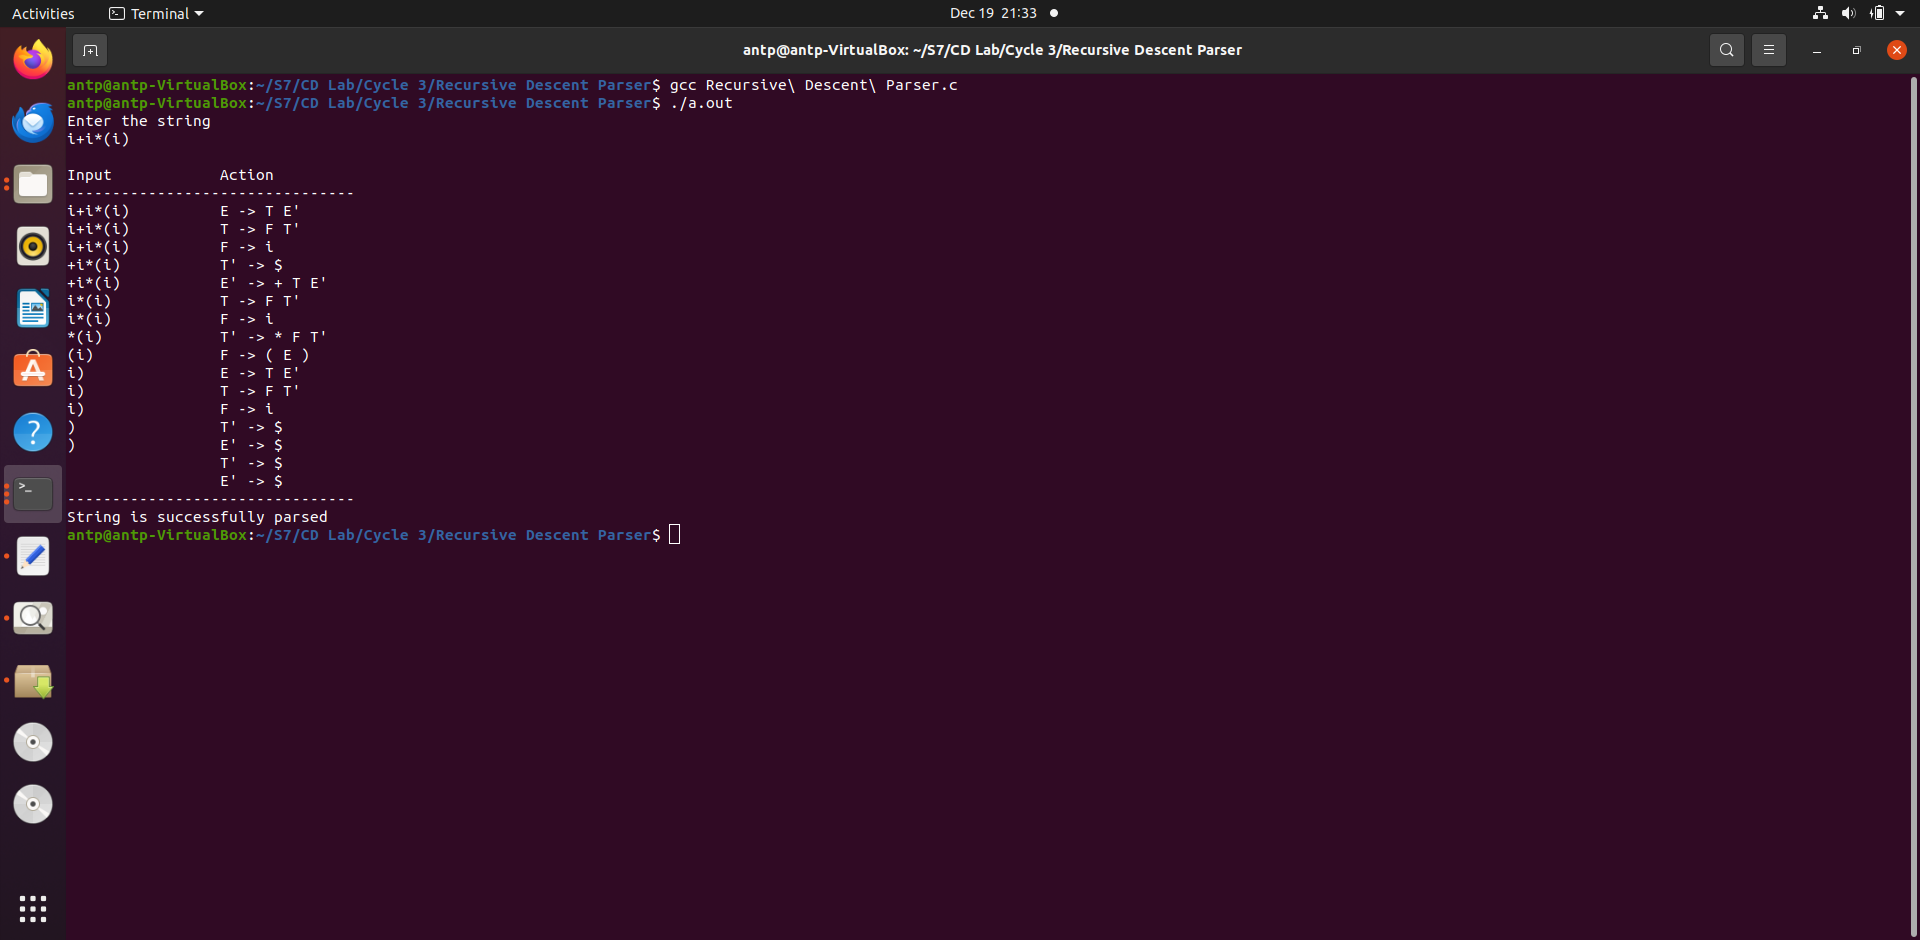 Activities Terminal Dec 19 21:33
antp@antp-VirtualBox: ~/S7/CD Lab/Cycle 3/Recursive Descent Parser
antp@antp-VirtualBox:~/S7/CD Lab/Cycle 3/Recursive Descent Parser$ gcc Recursive\ Descent\ Parser.c
antp@antp-VirtualBox:~/S7/CD Lab/Cycle 3/Recursive Descent Parser$ ./a.out
Enter the string
i+i*(i)
Input Action
--------------------------------
i+i*(i) E -> T E'
i+i*(i) T -> F T'
i+i*(i) F -> i
+i*(i) T' -> $
+i*(i) E' -> + T E'
i*(i) T -> F T'
i*(i) F -> i
*(i) T' -> * F T'
(i) F -> ( E )
i) E -> T E'
i) T -> F T'
i) F -> i
) T' -> $
) E' -> $
T' -> $
E' -> $
--------------------------------
String is successfully parsed
antp@antp-VirtualBox:~/S7/CD Lab/Cycle 3/Recursive Descent Parser$